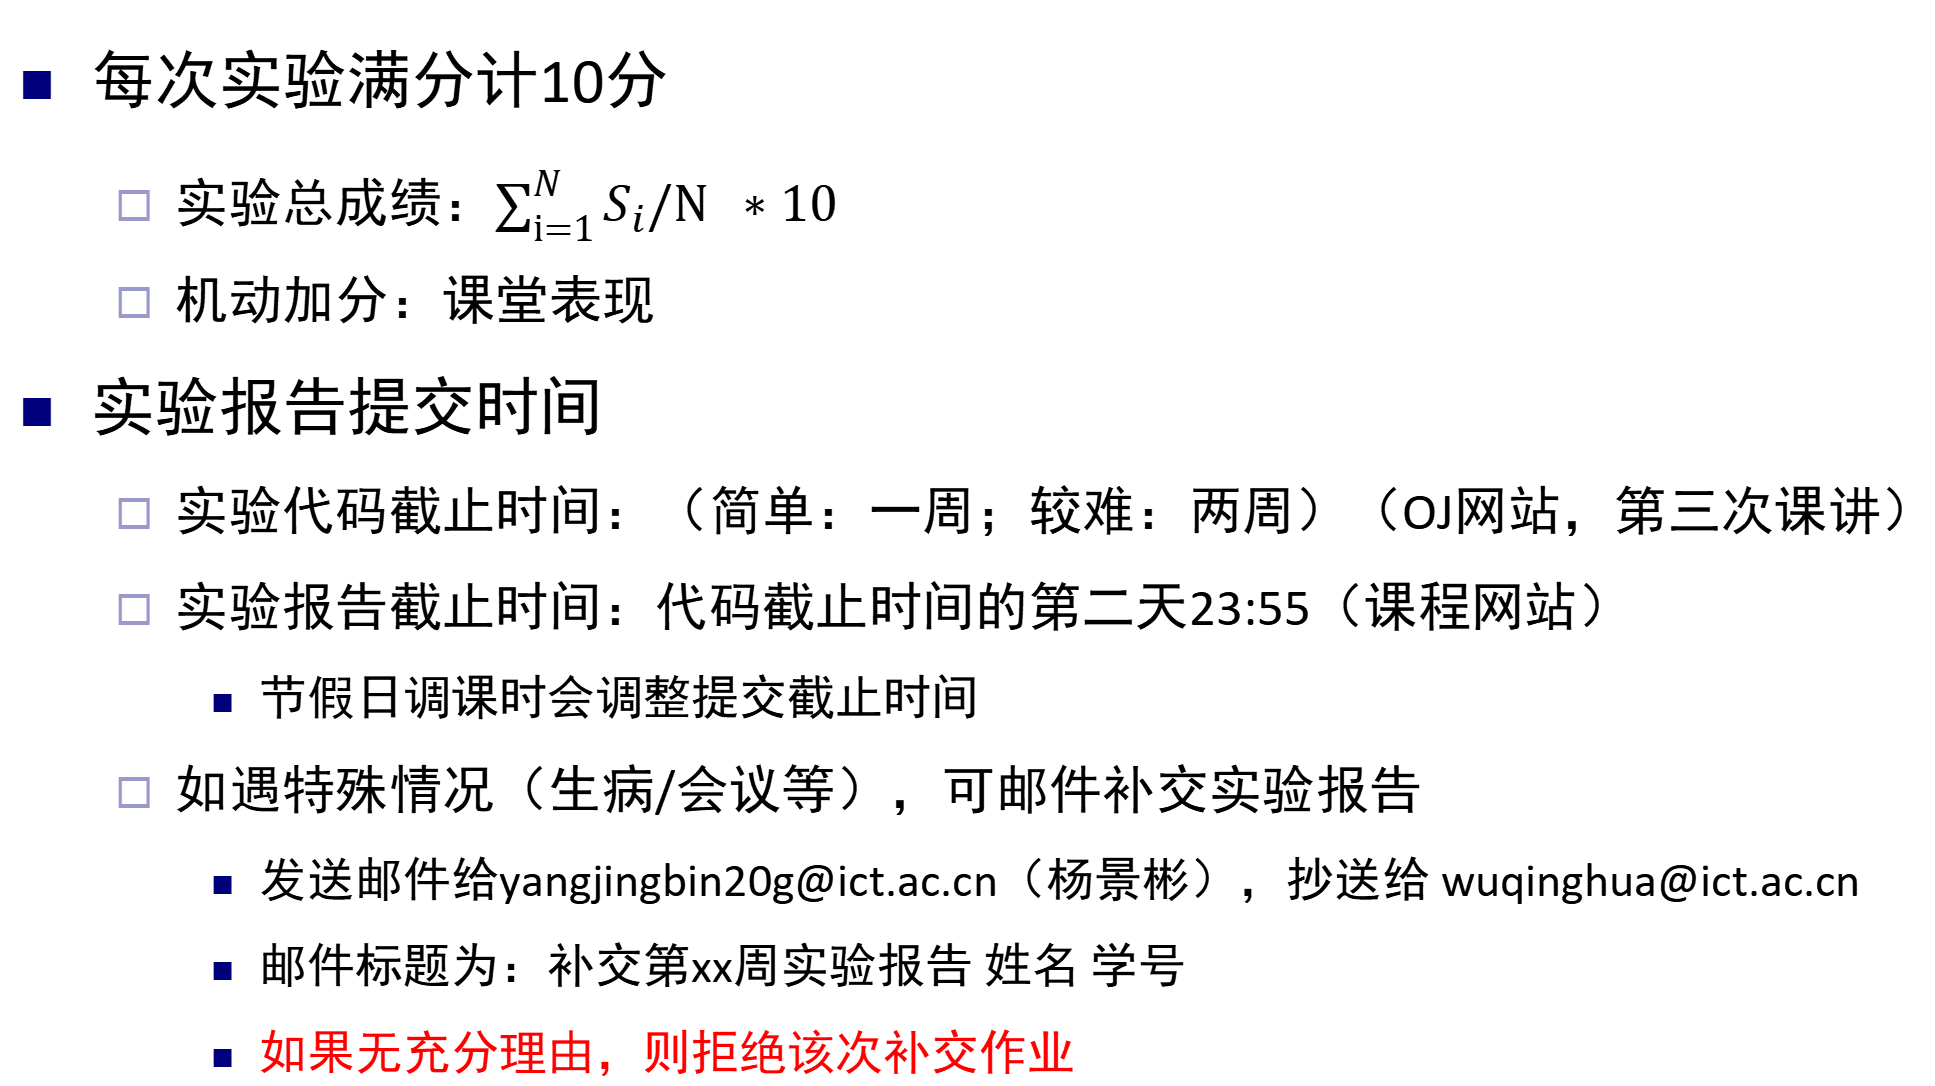 每次实验满分计10分
实验总成绩：∑_{i=1}^{N} S_i/N * 10
机动加分：课堂表现
实验报告提交时间
实验代码截止时间：（简单：一周；较难：两周）（OJ网站，第三次课讲）
实验报告截止时间：代码截止时间的第二天23:55（课程网站）
节假日调课时会调整提交截止时间
如遇特殊情况（生病/会议等），可邮件补交实验报告
发送邮件给yangjingbin20g@ict.ac.cn（杨景彬），抄送给 wuqinghua@ict.ac.cn
邮件标题为：补交第xx周实验报告 姓名 学号
如果无充分理由，则拒绝该次补交作业